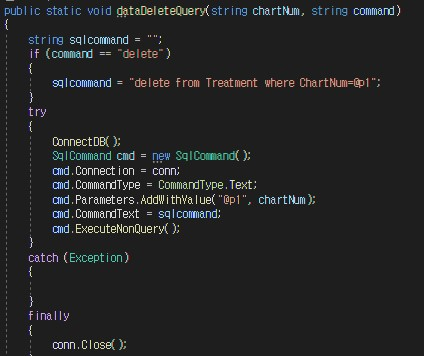 public static void dataDeleteQuery(string chartNum, string command)
{
string sqlcommand = "";
if (command == "delete")
{
sqlcommand = "delete from Treatment where ChartNum=@p1";
}
try
{
ConnectDB();
SqlCommand cmd = new SqlCommand();
cmd.Connection = conn;
cmd.CommandType = CommandType.Text;
cmd.Parameters.AddWithValue("@p1", chartNum);
cmd.CommandText = sqlcommand;
cmd.ExecuteNonQuery();
}
catch (Exception)
{
}
finally
{
conn.Close();
}